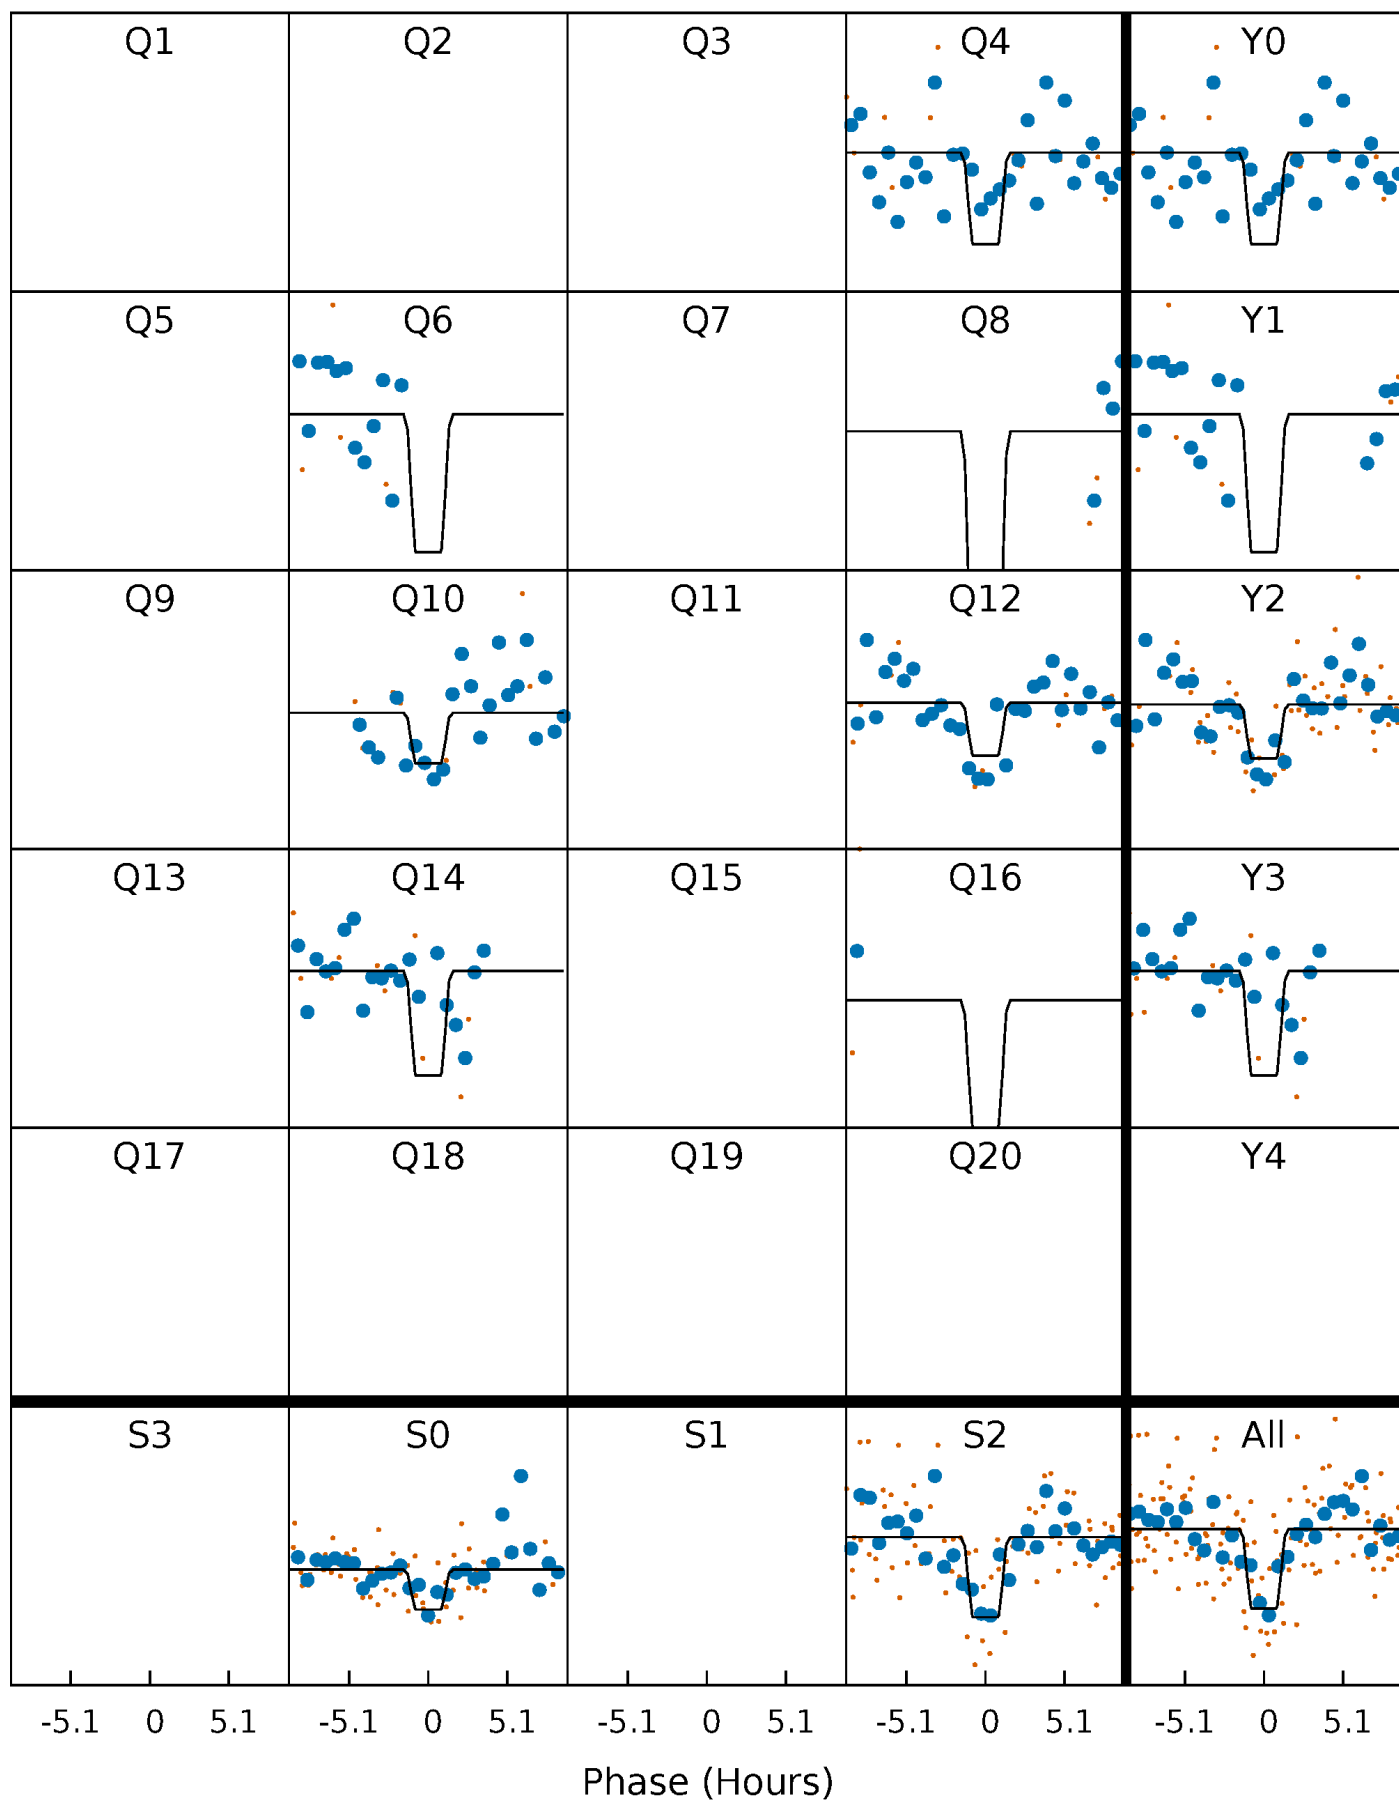 Q1 Q2 Q3 Q4 Y0
Q5 Q6 Q7 Q8 Y1
Q9 Q10 Q11 Q12 Y2
Q13 Q14 Q15 Q16 Y3
Q17 Q18 Q19 Q20 Y4
S3 S0 S1 S2 All
-5.1 0 5.1 -5.1 0 5.1 -5.1 0 5.1 -5.1 0 5.1 -5.1 0 5.1
Phase (Hours)